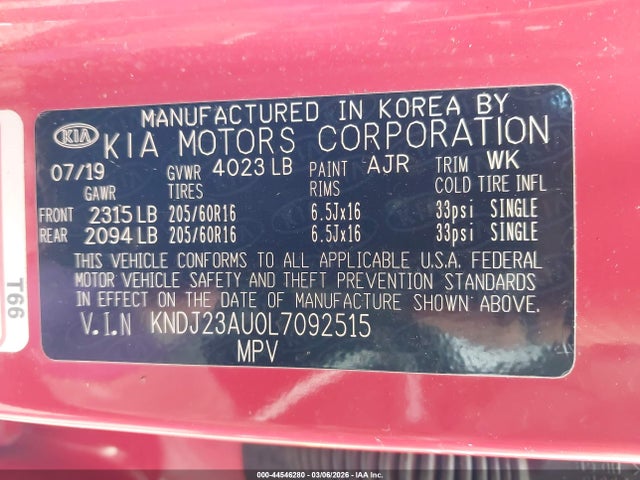 MANUFACTURED IN KOREA BY
KIA KIA MOTORS CORPORATION
07/19 GVWR 4023 LB PAINT AJR TRIM WK
GAWR TIRES RIMS COLD TIRE INFL
FRONT 2315 LB 205/60R16 6.5Jx16 33psi SINGLE
REAR 2094 LB 205/60R16 6.5Jx16 33psi SINGLE
THIS VEHICLE CONFORMS TO ALL APPLICABLE U.S.A. FEDERAL
MOTOR VEHICLE SAFETY AND THEFT PREVENTION STANDARDS
IN EFFECT ON THE DATE OF MANUFACTURE SHOWN ABOVE.
V.I.N KNDJ23AU0L7092515
MPV
T66
000-44546280 - 03/06/2026 - IAA Inc.